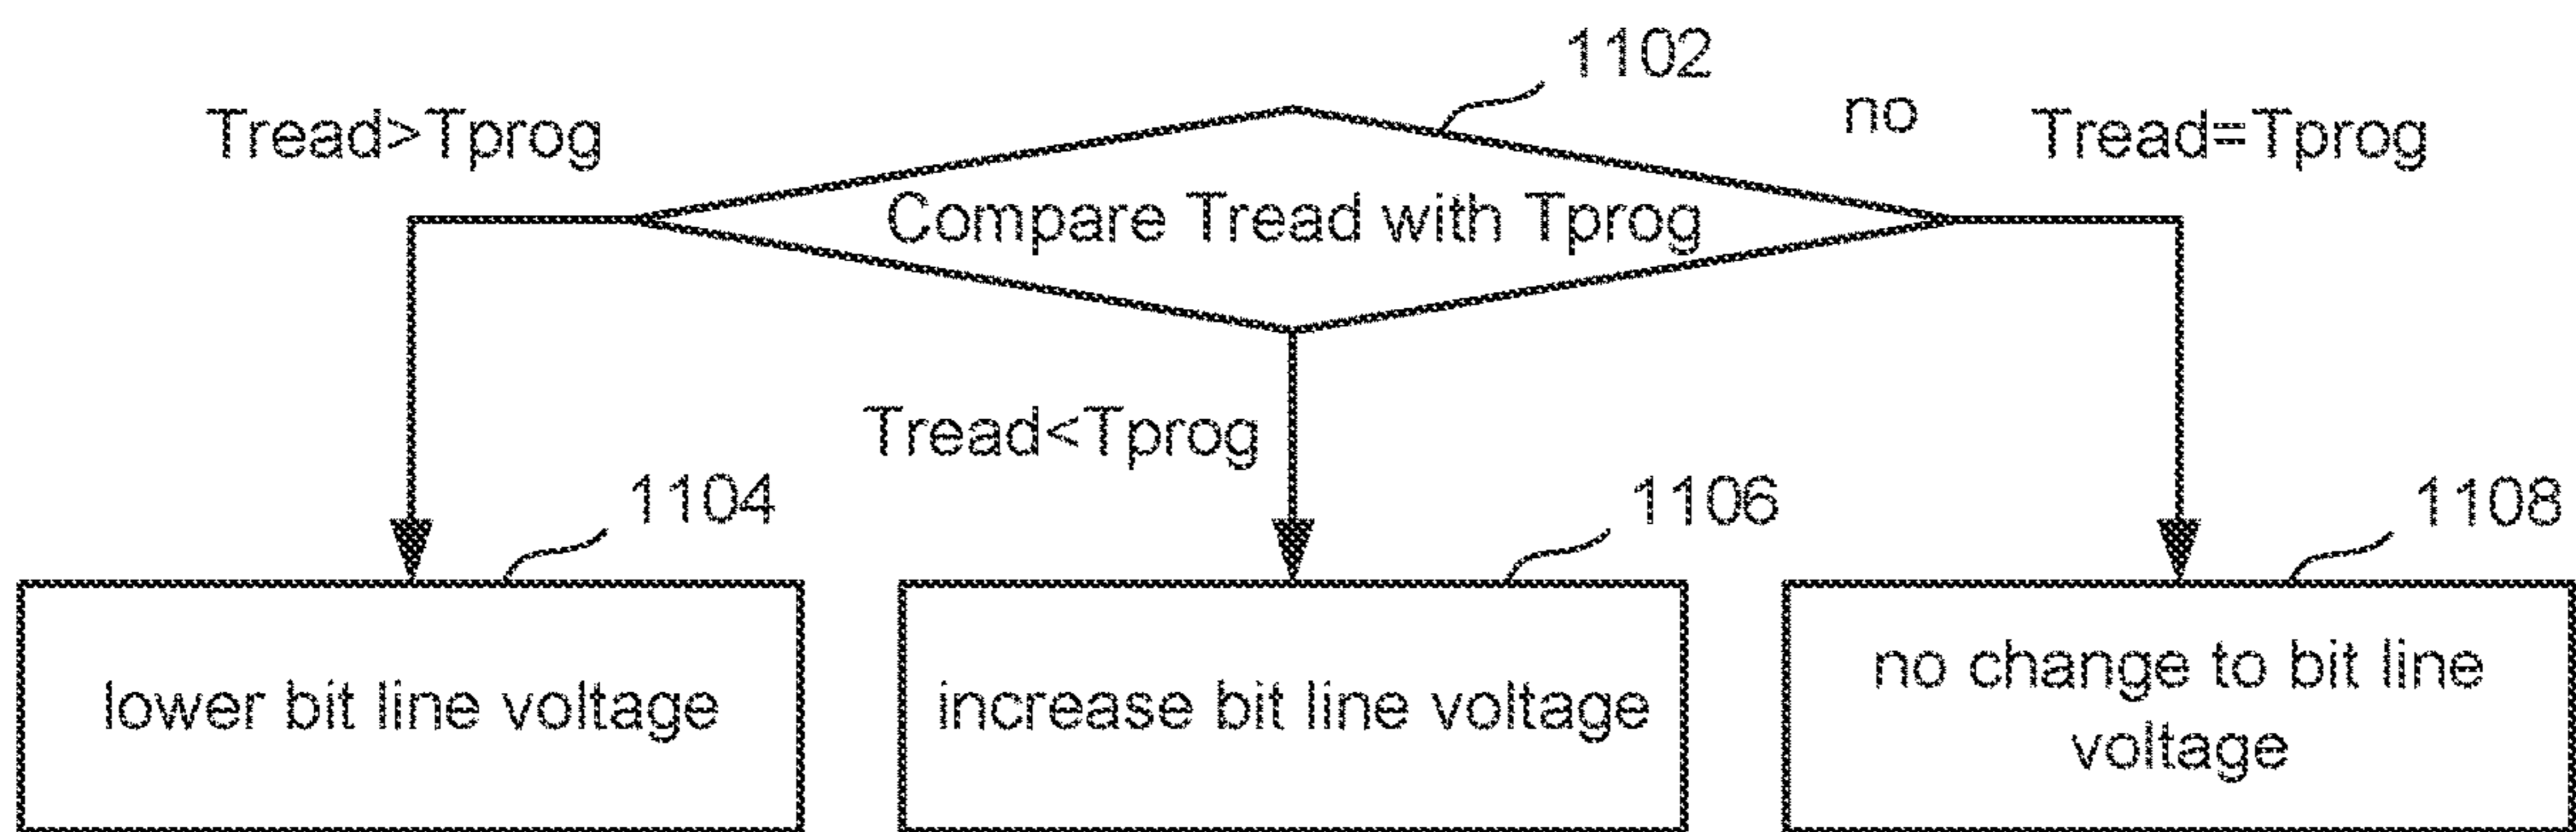 1102
no
Tread>Tprog
Tread=Tprog
Compare Tread with Tprog
Tread<Tprog
1104
1106
1108
lower bit line voltage
increase bit line voltage
no change to bit line
voltage